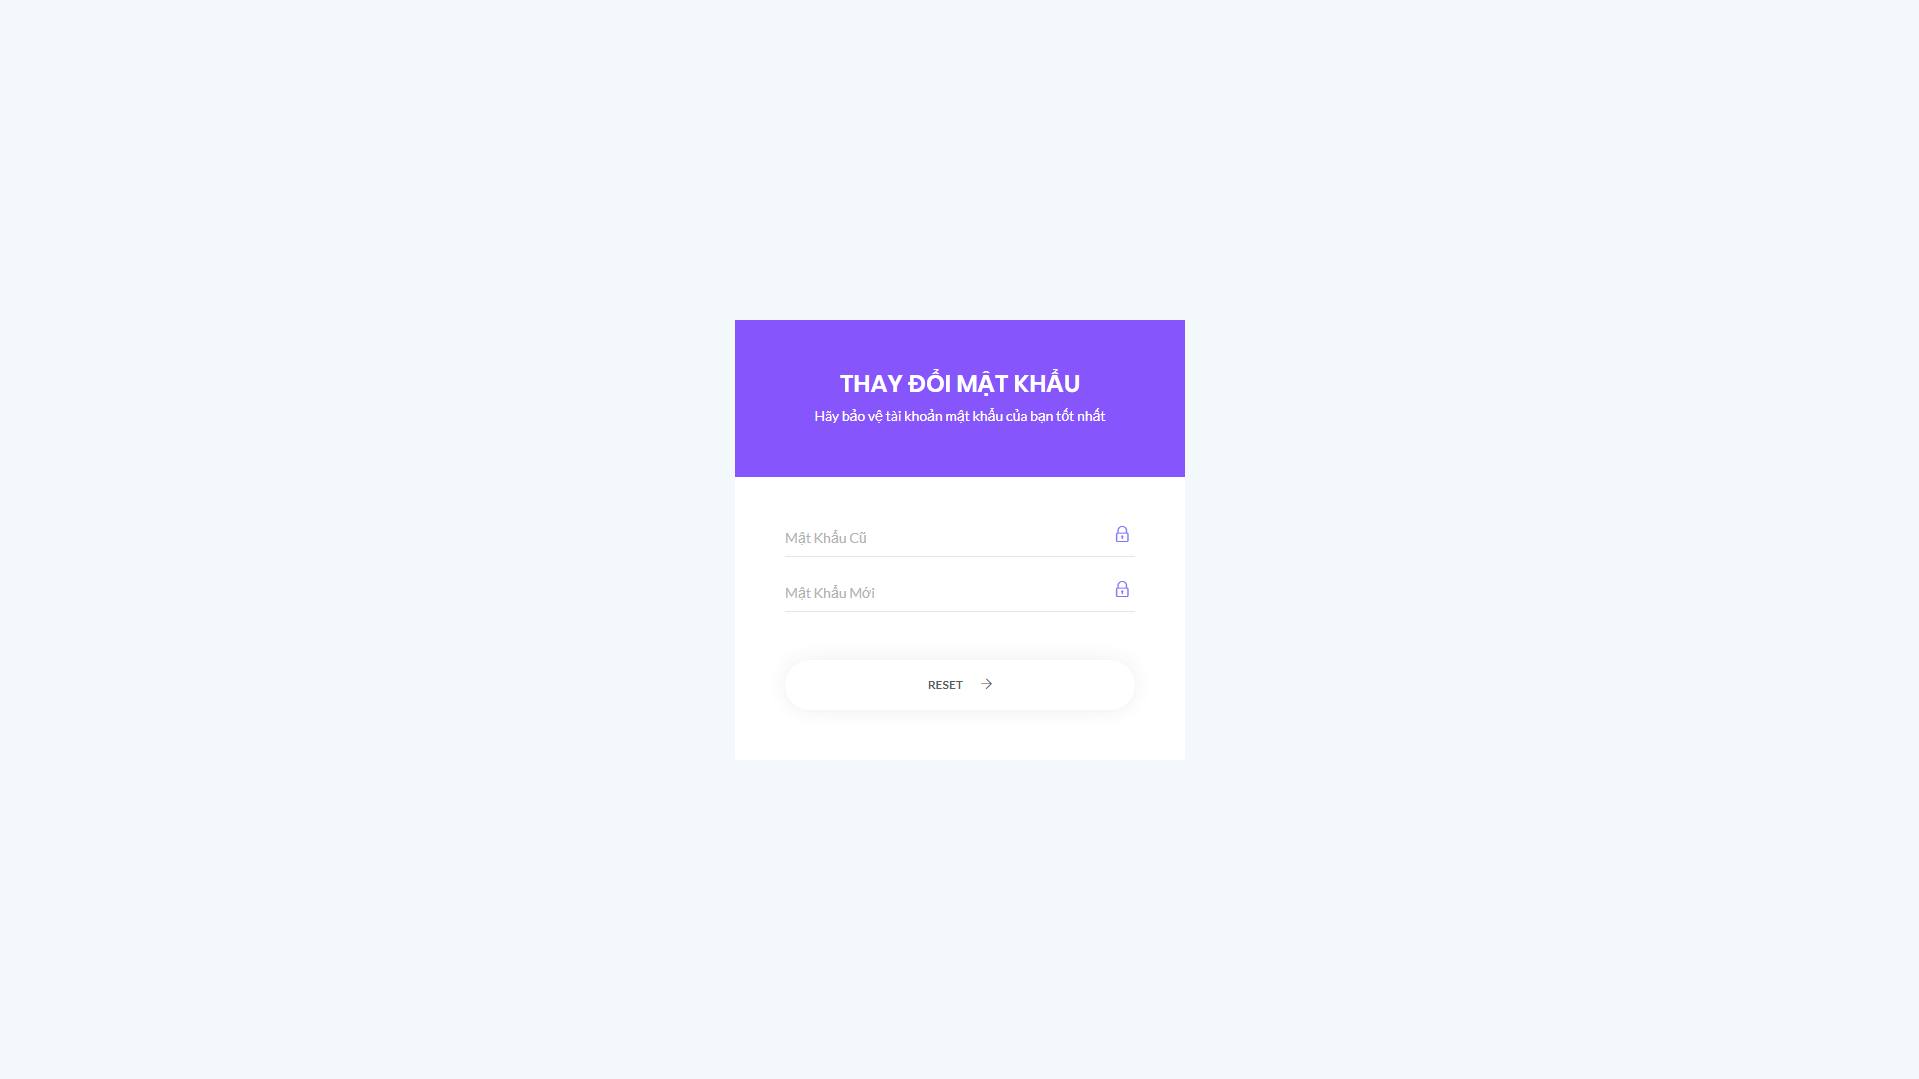 THAY ĐỔI MẬT KHẨU
Hãy bảo vệ tài khoản mật khẩu của bạn tốt nhất
Mật Khẩu Cũ
Mật Khẩu Mới
RESET